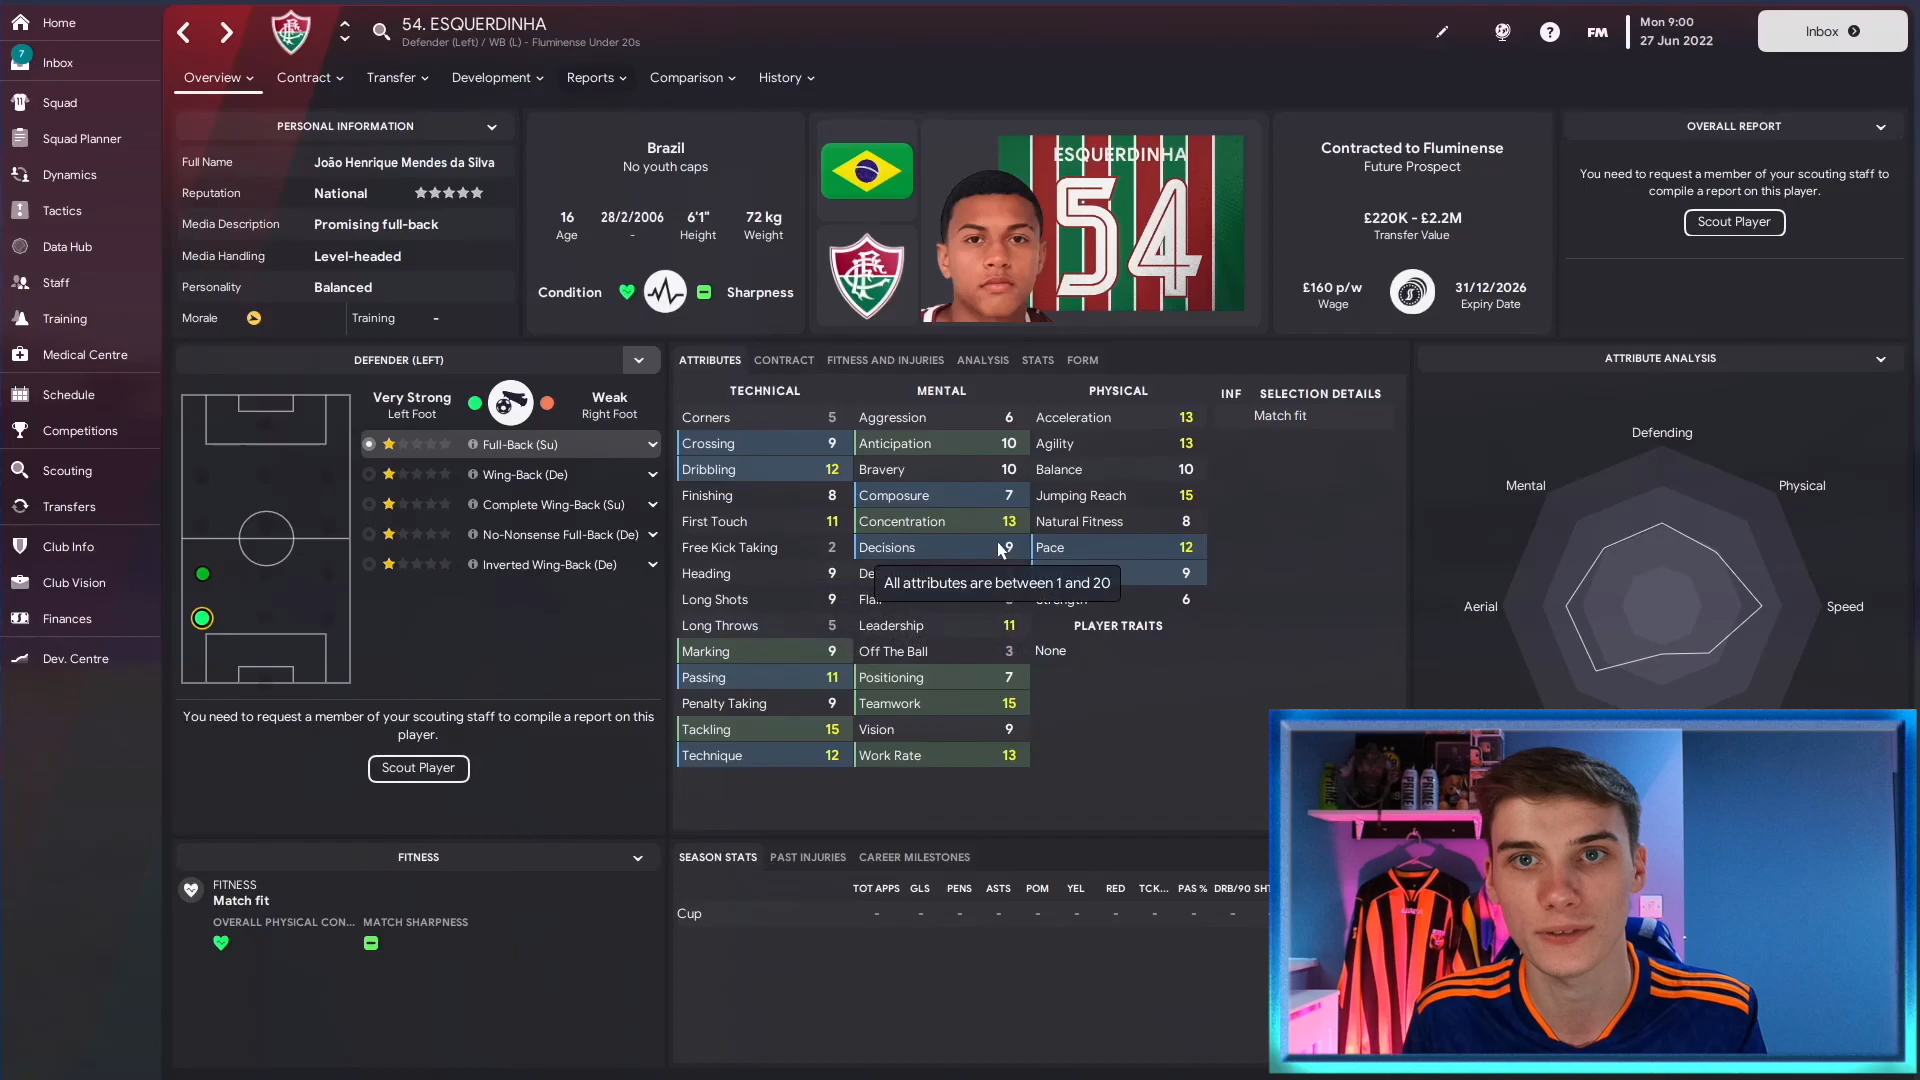 Home
7
Inbox
Squad
Squad Planner
Dynamics
Tactics
Data Hub
Staff
Training
Medical Centre
Schedule
Competitions
Scouting
Transfers
Club Info
Club Vision
Finances
Dev. Centre
54. ESQUERDINHA
Defender (Left) / WB (L) - Fluminense Under 20s
FM
Mon 9:00
27 Jun 2022
Inbox
Overview
Contract
Transfer
Development
Reports
Comparison
History
PERSONAL INFORMATION
Full Name João Henrique Mendes da Silva
Reputation National
Media Description Promising full-back
Media Handling Level-headed
Personality Balanced
Morale
Training -
Brazil
No youth caps
16 28/2/2006 6'1" 72 kg
Age - Height Weight
Condition Sharpness
ESQUERDINHA
54
Contracted to Fluminense
Future Prospect
£220K - £2.2M
Transfer Value
£160 p/w 31/12/2026
Wage Expiry Date
OVERALL REPORT
You need to request a member of your scouting staff to
compile a report on this player.
Scout Player
DEFENDER (LEFT)
Very Strong Weak
Left Foot Right Foot
Full-Back (Su)
Wing-Back (De)
Complete Wing-Back (Su)
No-Nonsense Full-Back (De)
Inverted Wing-Back (De)
You need to request a member of your scouting staff to compile a report on this
player.
Scout Player
ATTRIBUTES CONTRACT FITNESS AND INJURIES ANALYSIS STATS FORM
TECHNICAL
Corners 5
Crossing 9
Dribbling 12
Finishing 8
First Touch 11
Free Kick Taking 2
Heading 9
Long Shots 9
Long Throws 5
Marking 9
Passing 11
Penalty Taking 9
Tackling 15
Technique 12
MENTAL
Aggression 6
Anticipation 10
Bravery 10
Composure 7
Concentration 13
Decisions 9
De
All attributes are between 1 and 20
Flair
Leadership 11
Off The Ball 3
Positioning 7
Teamwork 15
Vision 9
Work Rate 13
PHYSICAL
Acceleration 13
Agility 13
Balance 10
Jumping Reach 15
Natural Fitness 8
Pace 12
9
Strength 6
PLAYER TRAITS
None
INF SELECTION DETAILS
Match fit
ATTRIBUTE ANALYSIS
Defending
Mental
Physical
Aerial
Speed
FITNESS
FITNESS
Match fit
OVERALL PHYSICAL CON... MATCH SHARPNESS
SEASON STATS PAST INJURIES CAREER MILESTONES
TOT APPS GLS PENS ASTS POM YEL RED TCK... PAS % DRB/90 SHT
Cup - - - - - - - - - -
PRIME
PRIME